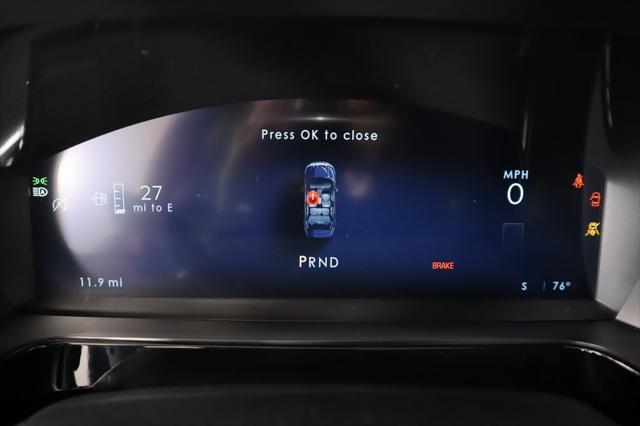 Press OK to close
MPH
0
27
mi to E
PRND
BRAKE
11.9 mi
S
76°